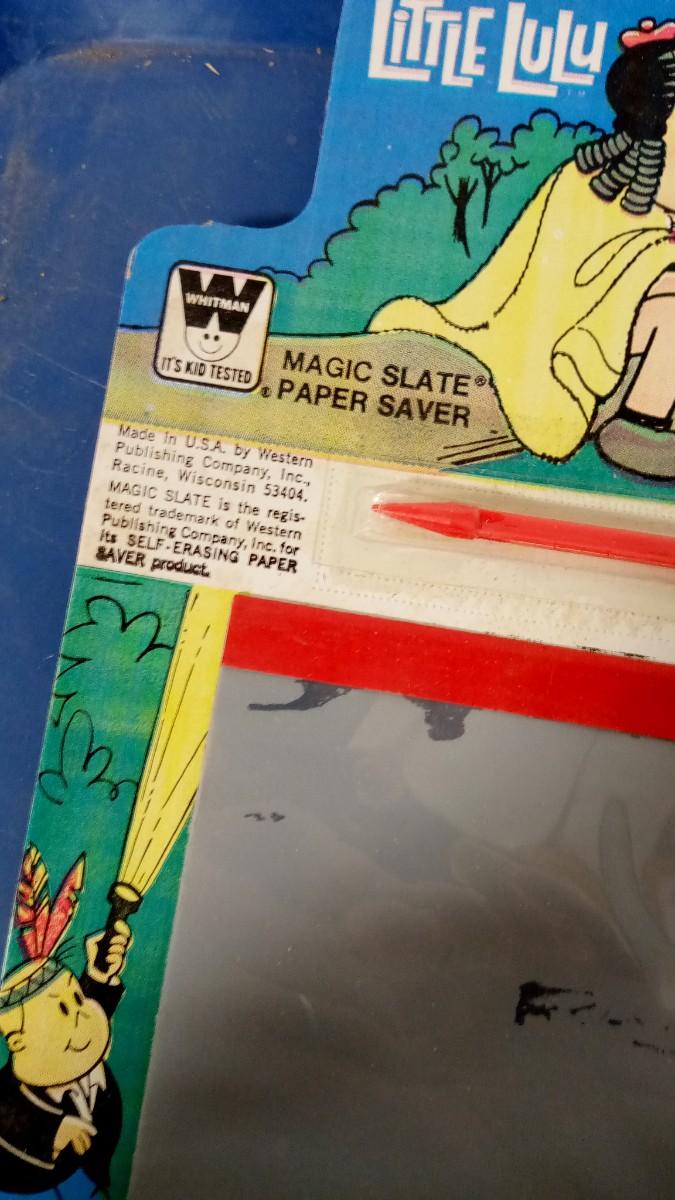 LITTLE LULU
TM
WHITMAN
IT'S KID TESTED
MAGIC SLATE®
® PAPER SAVER
Made in U.S.A. by Western
Publishing Company, Inc.,
Racine, Wisconsin 53404.
MAGIC SLATE is the regis-
tered trademark of Western
Publishing Company, Inc. for
its SELF-ERASING PAPER
SAVER product.